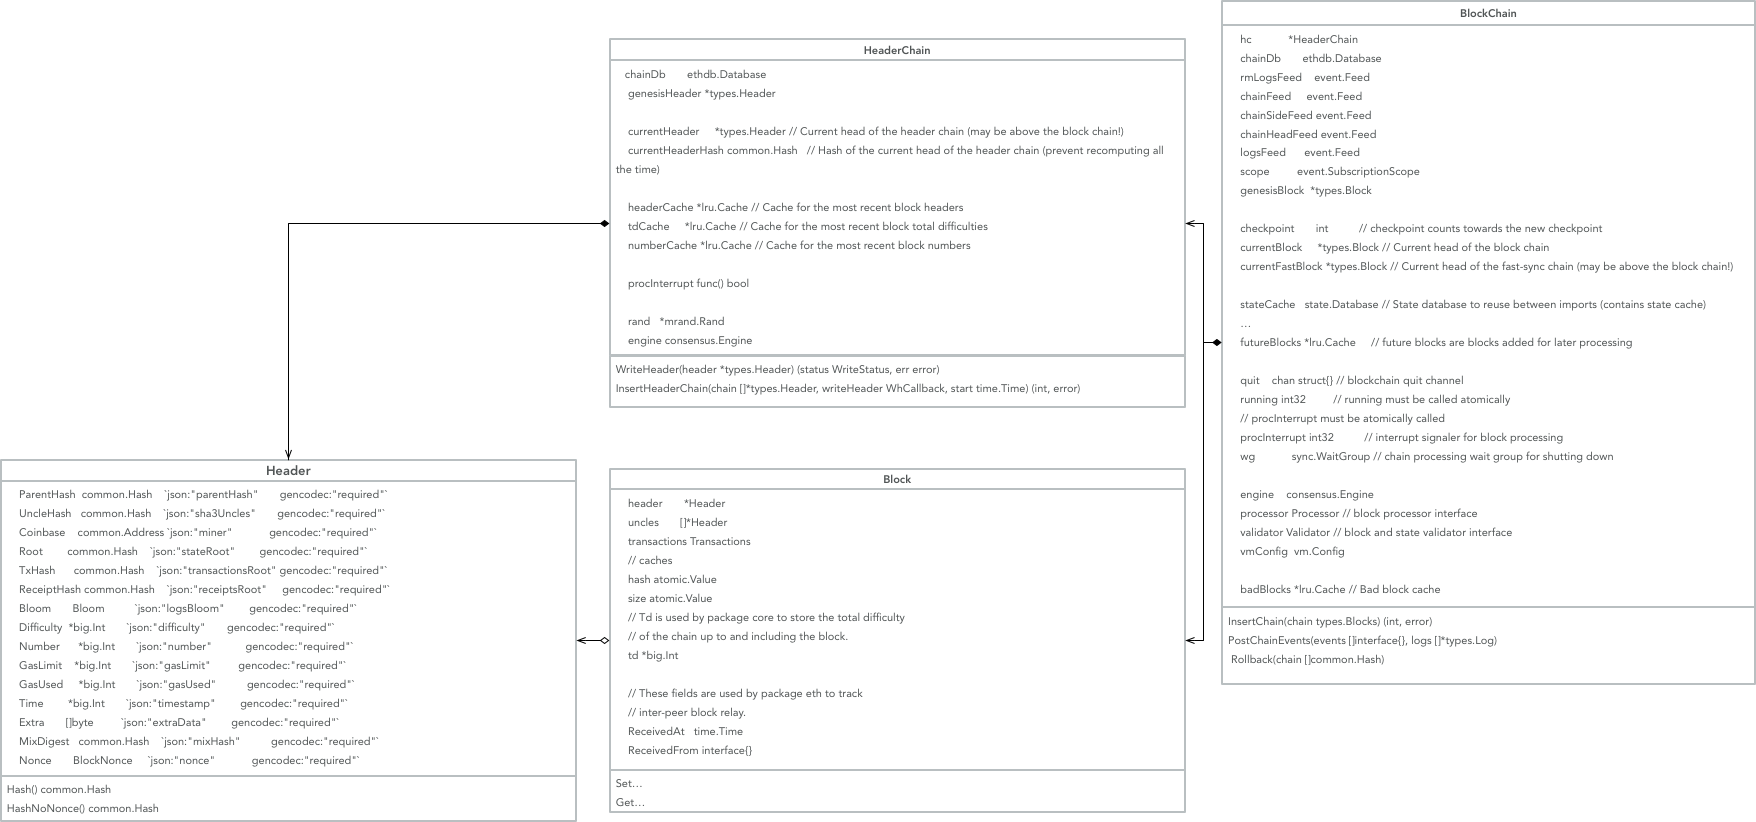 BlockChain
hc *HeaderChain
chainDb ethdb.Database
rmLogsFeed event.Feed
chainFeed event.Feed
chainSideFeed event.Feed
chainHeadFeed event.Feed
logsFeed event.Feed
scope event.SubscriptionScope
genesisBlock *types.Block
checkpoint int // checkpoint counts towards the new checkpoint
currentBlock *types.Block // Current head of the block chain
currentFastBlock *types.Block // Current head of the fast-sync chain (may be above the block chain!)
stateCache state.Database // State database to reuse between imports (contains state cache)
...
futureBlocks *lru.Cache // future blocks are blocks added for later processing
quit chan struct{} // blockchain quit channel
running int32 // running must be called atomically
// procInterrupt must be atomically called
procInterrupt int32 // interrupt signaler for block processing
wg sync.WaitGroup // chain processing wait group for shutting down
engine consensus.Engine
processor Processor // block processor interface
validator Validator // block and state validator interface
vmConfig vm.Config
badBlocks *lru.Cache // Bad block cache
InsertChain(chain types.Blocks) (int, error)
PostChainEvents(events []interface{}, logs []*types.Log)
Rollback(chain []common.Hash)
HeaderChain
chainDb ethdb.Database
genesisHeader *types.Header
currentHeader *types.Header // Current head of the header chain (may be above the block chain!)
currentHeaderHash common.Hash // Hash of the current head of the header chain (prevent recomputing all
the time)
headerCache *lru.Cache // Cache for the most recent block headers
tdCache *lru.Cache // Cache for the most recent block total difficulties
numberCache *lru.Cache // Cache for the most recent block numbers
procInterrupt func() bool
rand *mrand.Rand
engine consensus.Engine
WriteHeader(header *types.Header) (status WriteStatus, err error)
InsertHeaderChain(chain []*types.Header, writeHeader WhCallback, start time.Time) (int, error)
Header
ParentHash common.Hash `json:"parentHash" gencodec:"required"`
UncleHash common.Hash `json:"sha3Uncles" gencodec:"required"`
Coinbase common.Address `json:"miner" gencodec:"required"`
Root common.Hash `json:"stateRoot" gencodec:"required"`
TxHash common.Hash `json:"transactionsRoot" gencodec:"required"`
ReceiptHash common.Hash `json:"receiptsRoot" gencodec:"required"`
Bloom Bloom `json:"logsBloom" gencodec:"required"`
Difficulty *big.Int `json:"difficulty" gencodec:"required"`
Number *big.Int `json:"number" gencodec:"required"`
GasLimit *big.Int `json:"gasLimit" gencodec:"required"`
GasUsed *big.Int `json:"gasUsed" gencodec:"required"`
Time *big.Int `json:"timestamp" gencodec:"required"`
Extra []byte `json:"extraData" gencodec:"required"`
MixDigest common.Hash `json:"mixHash" gencodec:"required"`
Nonce BlockNonce `json:"nonce" gencodec:"required"`
Hash() common.Hash
HashNoNonce() common.Hash
Block
header *Header
uncles []*Header
transactions Transactions
// caches
hash atomic.Value
size atomic.Value
// Td is used by package core to store the total difficulty
// of the chain up to and including the block.
td *big.Int
// These fields are used by package eth to track
// inter-peer block relay.
ReceivedAt time.Time
ReceivedFrom interface{}
Set...
Get...